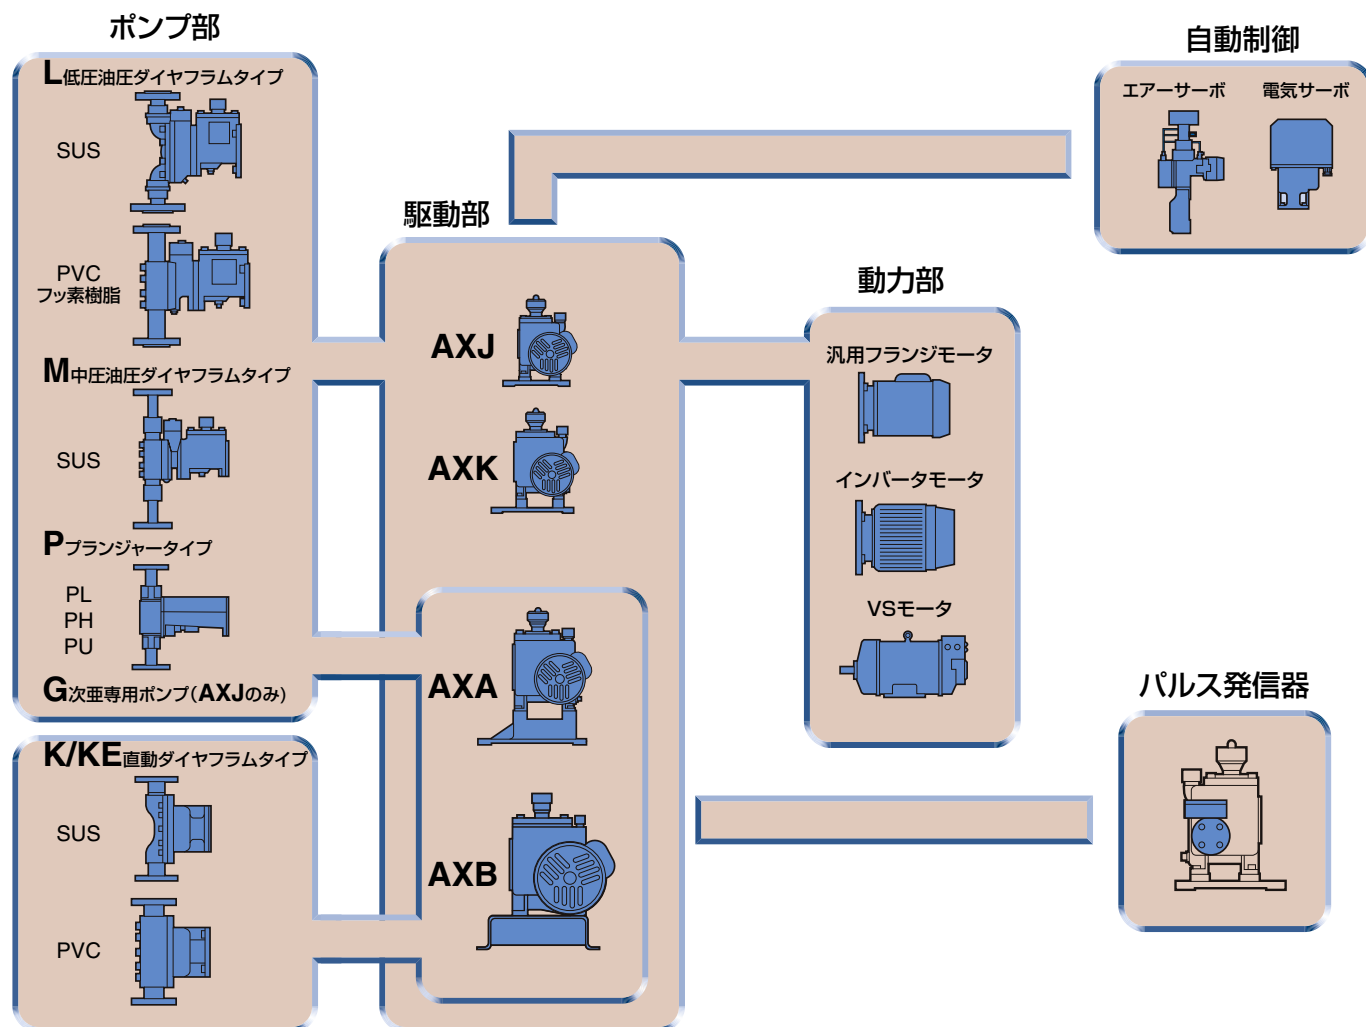 ポンプ部
L低圧油圧ダイヤフラムタイプ
SUS
PVC
フッ素樹脂
M中圧油圧ダイヤフラムタイプ
SUS
Pプランジャータイプ
PL
PH
PU
G次亜専用ポンプ（AXJのみ）
K/KE直動ダイヤフラムタイプ
SUS
PVC
駆動部
AXJ
AXK
AXA
AXB
動力部
汎用フランジモータ
インバータモータ
VSモータ
自動制御
エアーサーボ 電気サーボ
パルス発信器